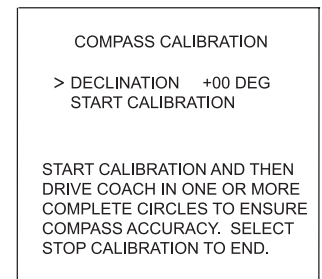 COMPASS CALIBRATION
> DECLINATION +00 DEG
START CALIBRATION
START CALIBRATION AND THEN
DRIVE COACH IN ONE OR MORE
COMPLETE CIRCLES TO ENSURE
COMPASS ACCURACY. SELECT
STOP CALIBRATION TO END.